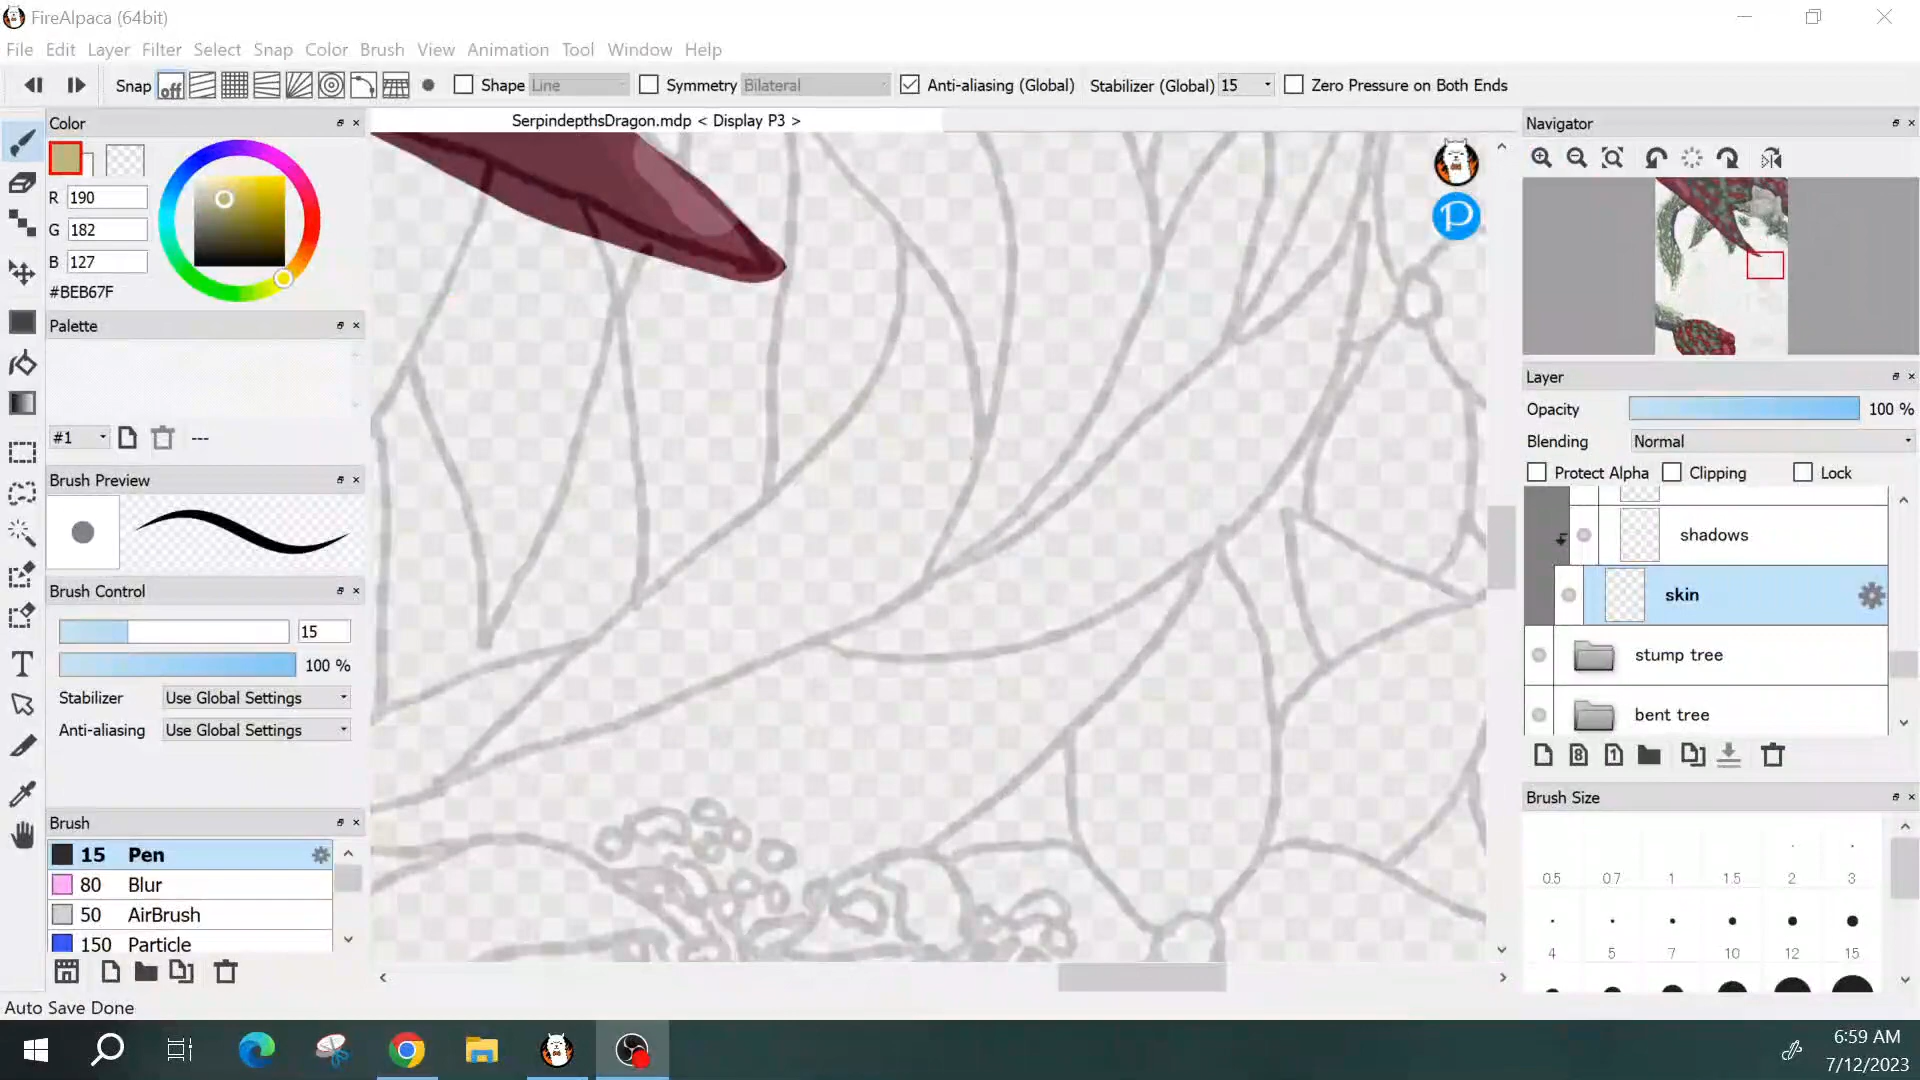 FireAlpaca (64bit)
File Edit Layer Filter Select Snap Color Brush View Animation Tool Window Help
Snap off Shape Line Symmetry Bilateral Anti-aliasing (Global) Stabilizer (Global) 15 Zero Pressure on Both Ends
Color
SerpindepthsDragon.mdp < Display P3 >
Navigator
R 190
G 182
B 127
#BEB67F
Palette
#1 ---
Brush Preview
Brush Control
15
100 %
Stabilizer Use Global Settings
Anti-aliasing Use Global Settings
Brush
15 Pen
80 Blur
50 AirBrush
150 Particle
Layer
Opacity 100 %
Blending Normal
Protect Alpha Clipping Lock
shadows
skin
stump tree
bent tree
8 1
Brush Size
0.5 0.7 1 1.5 2 3
4 5 7 10 12 15
P
T
Auto Save Done
6:59 AM
7/12/2023